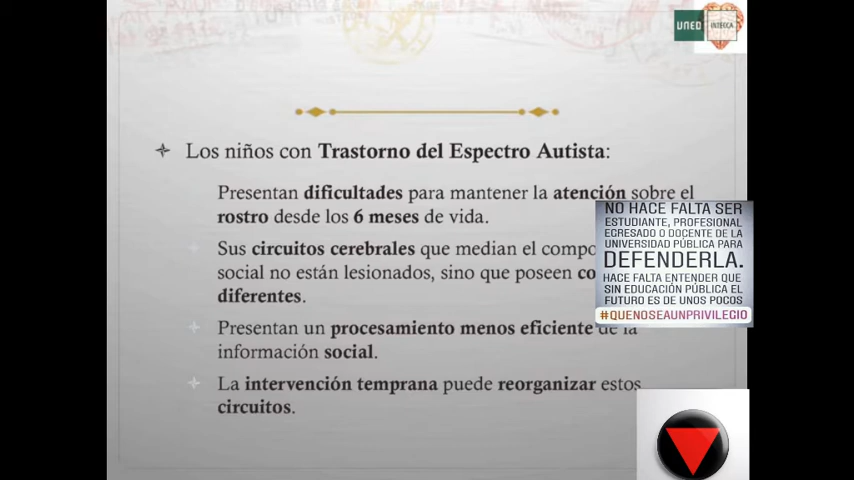 UNED INTECCA
Los niños con Trastorno del Espectro Autista:
Presentan dificultades para mantener la atención sobre el
rostro desde los 6 meses de vida.
Sus circuitos cerebrales que median el
social no están lesionados, sino que poseen
diferentes.
Presentan un procesamiento menos eficiente de la
información social.
La intervención temprana puede reorganizar estos
circuitos.
NO HACE FALTA SER
ESTUDIANTE, PROFESIONAL
EGRESADO O DOCENTE DE LA
UNIVERSIDAD PÚBLICA PARA
DEFENDERLA.
HACE FALTA ENTENDER QUE
SIN EDUCACIÓN PÚBLICA EL
FUTURO ES DE UNOS POCOS
#QUENOSEAUNPRIVILEGIO